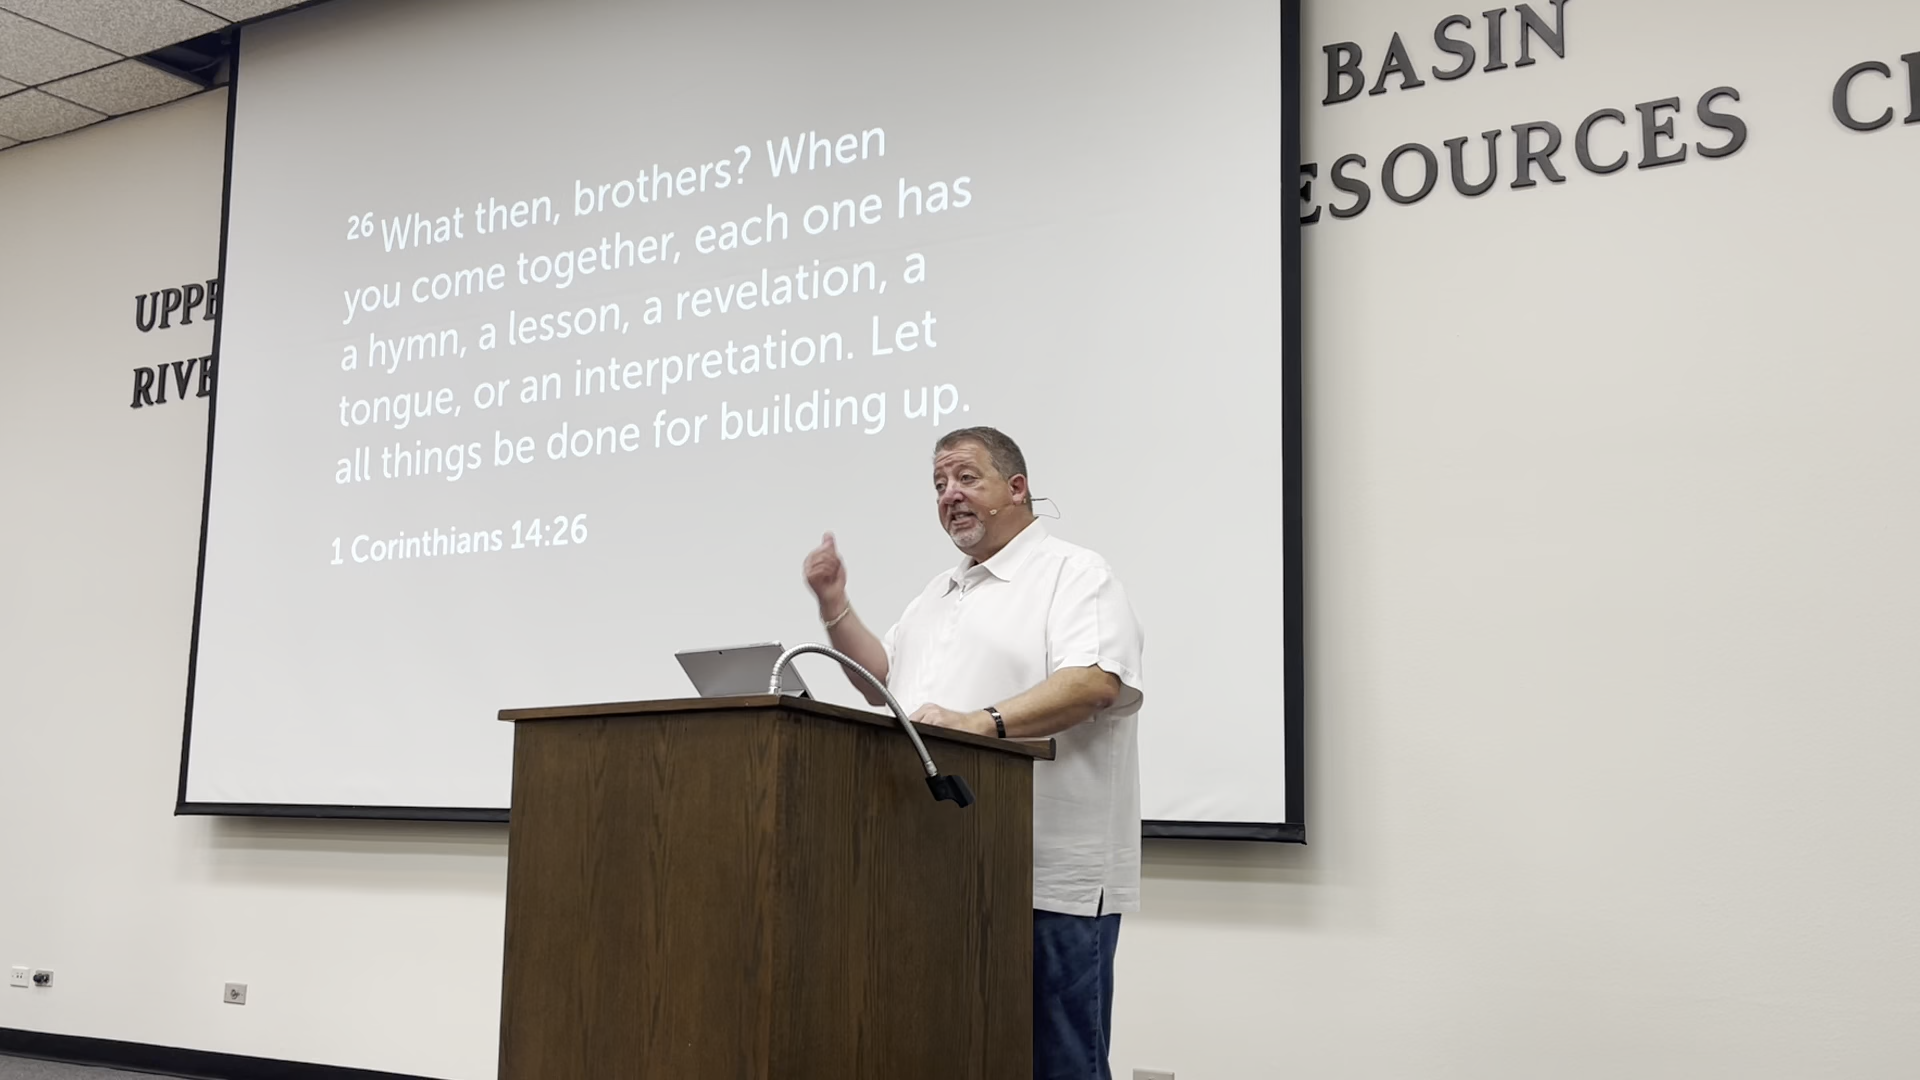 BASIN
ESOURCES CE
26 What then, brothers? When
you come together, each one has
a hymn, a lesson, a revelation, a
tongue, or an interpretation. Let
all things be done for building up.
1 Corinthians 14:26
UPPE
RIVE